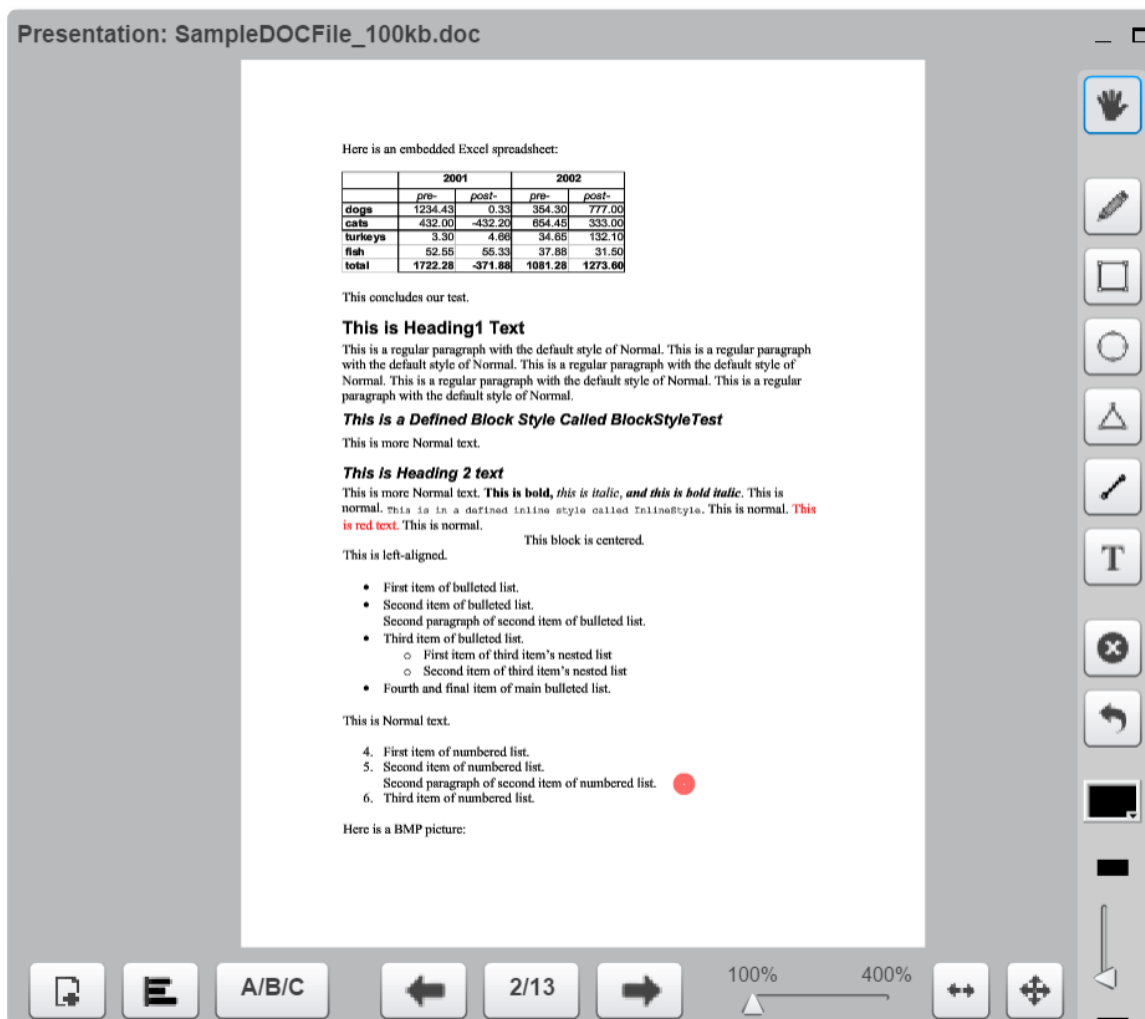 Presentation: SampleDOCFile_100kb.doc
Here is an embedded Excel spreadsheet:
2001 2002
pre- post- pre- post-
dogs 1234.43 0.33 354.30 777.00
cats 432.00 -432.20 654.45 333.00
turkeys 3.30 4.66 34.65 132.10
fish 52.55 55.33 37.88 31.50
total 1722.28 -371.88 1081.28 1273.60
This concludes our test.
This is Heading1 Text
This is a regular paragraph with the default style of Normal. This is a regular paragraph
with the default style of Normal. This is a regular paragraph with the default style of
Normal. This is a regular paragraph with the default style of Normal. This is a regular
paragraph with the default style of Normal.
This is a Defined Block Style Called BlockStyleTest
This is more Normal text.
This is Heading 2 text
This is more Normal text. This is bold, this is italic, and this is bold italic. This is
normal. This is in a defined inline style called InlineStyle. This is normal. This
is red text. This is normal.
This block is centered.
This is left-aligned.
• First item of bulleted list.
• Second item of bulleted list.
Second paragraph of second item of bulleted list.
• Third item of bulleted list.
o First item of third item's nested list
o Second item of third item's nested list
• Fourth and final item of main bulleted list.
This is Normal text.
4. First item of numbered list.
5. Second item of numbered list.
Second paragraph of second item of numbered list.
6. Third item of numbered list.
Here is a BMP picture:
T
A/B/C
2/13
100% 400%